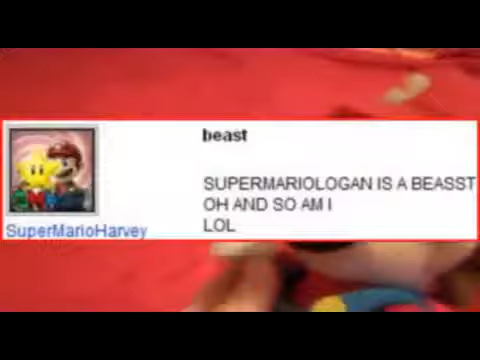 beast
SUPERMARIOLOGAN IS A BEASST
OH AND SO AM I
LOL
SuperMarioHarvey